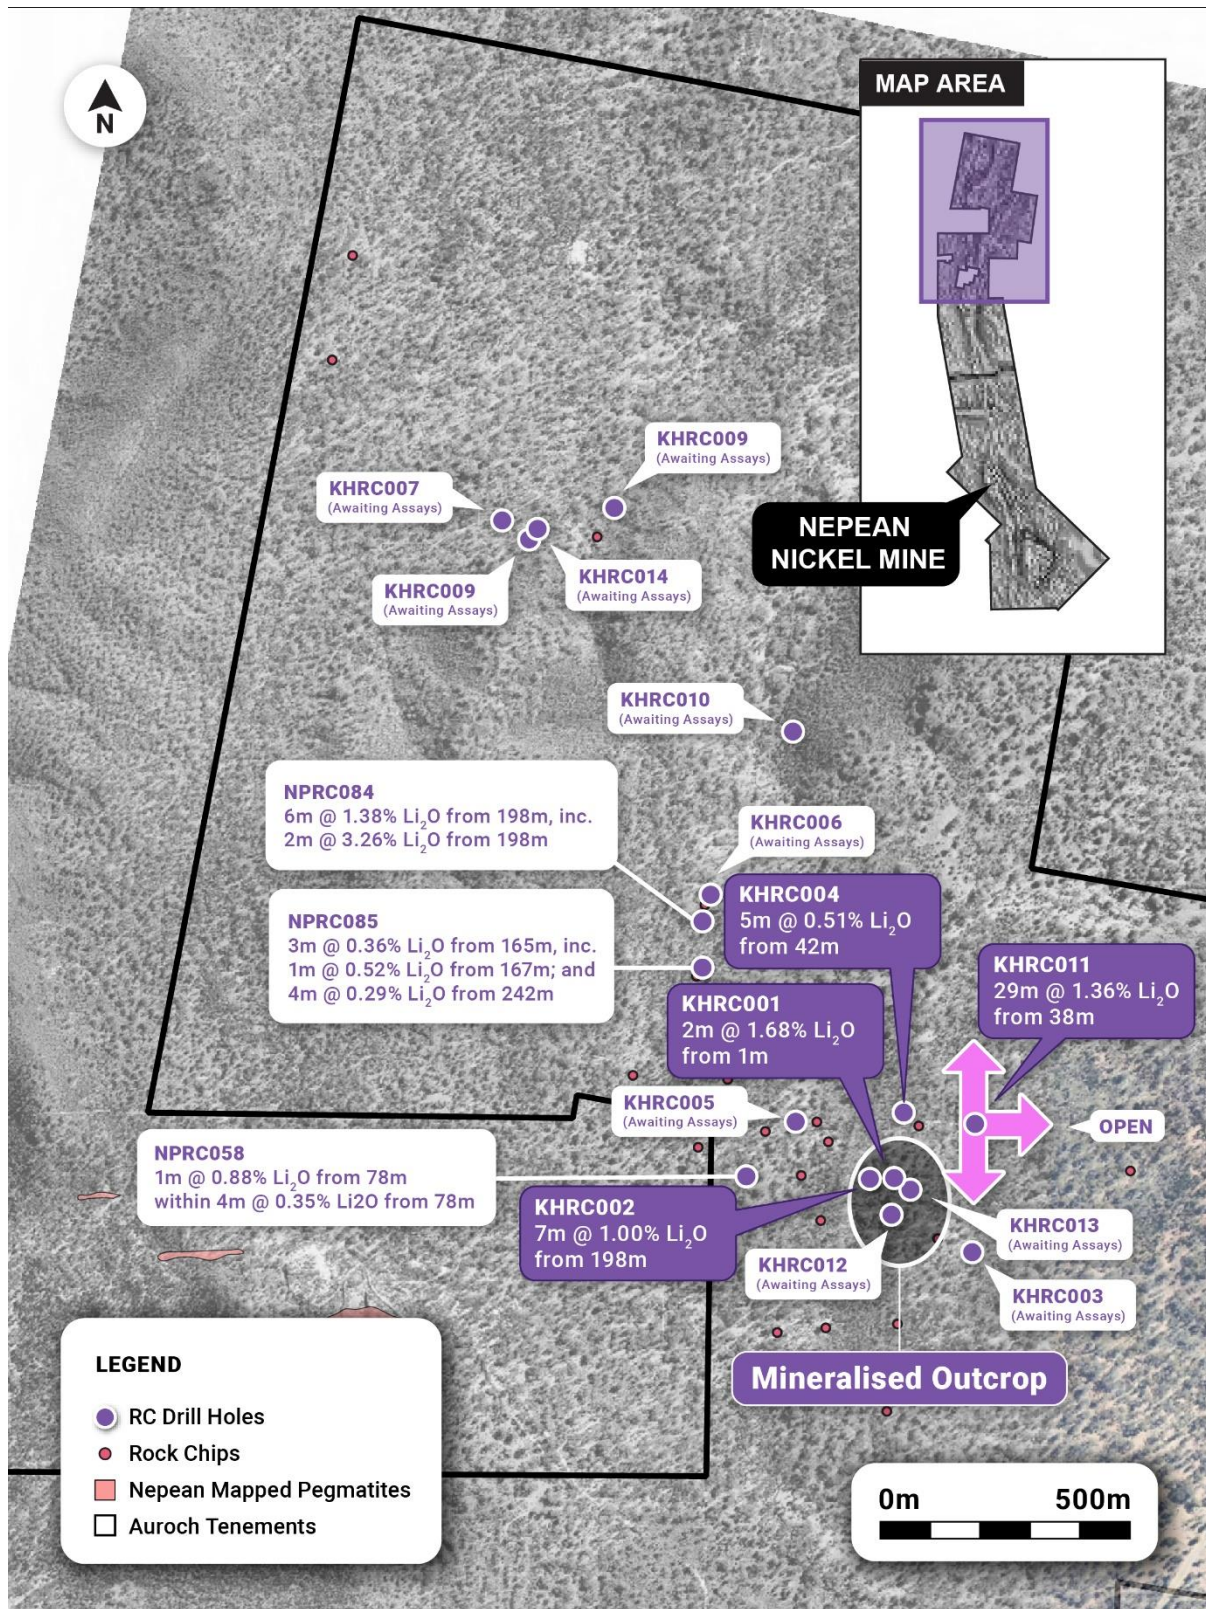 N
MAP AREA
NEPEAN
NICKEL MINE
KHRC009
(Awaiting Assays)
KHRC007
(Awaiting Assays)
KHRC009
(Awaiting Assays)
KHRC014
(Awaiting Assays)
KHRC010
(Awaiting Assays)
NPRC084
6m @ 1.38% Li₂O from 198m, inc.
2m @ 3.26% Li₂O from 198m
KHRC006
(Awaiting Assays)
NPRC085
3m @ 0.36% Li₂O from 165m, inc.
1m @ 0.52% Li₂O from 167m; and
4m @ 0.29% Li₂O from 242m
KHRC004
5m @ 0.51% Li₂O
from 42m
KHRC011
29m @ 1.36% Li₂O
from 38m
KHRC001
2m @ 1.68% Li₂O
from 1m
KHRC005
(Awaiting Assays)
OPEN
NPRC058
1m @ 0.88% Li₂O from 78m
within 4m @ 0.35% Li2O from 78m
KHRC002
7m @ 1.00% Li₂O
from 198m
KHRC013
(Awaiting Assays)
KHRC012
(Awaiting Assays)
KHRC003
(Awaiting Assays)
Mineralised Outcrop
LEGEND
RC Drill Holes
Rock Chips
Nepean Mapped Pegmatites
Auroch Tenements
0m 500m